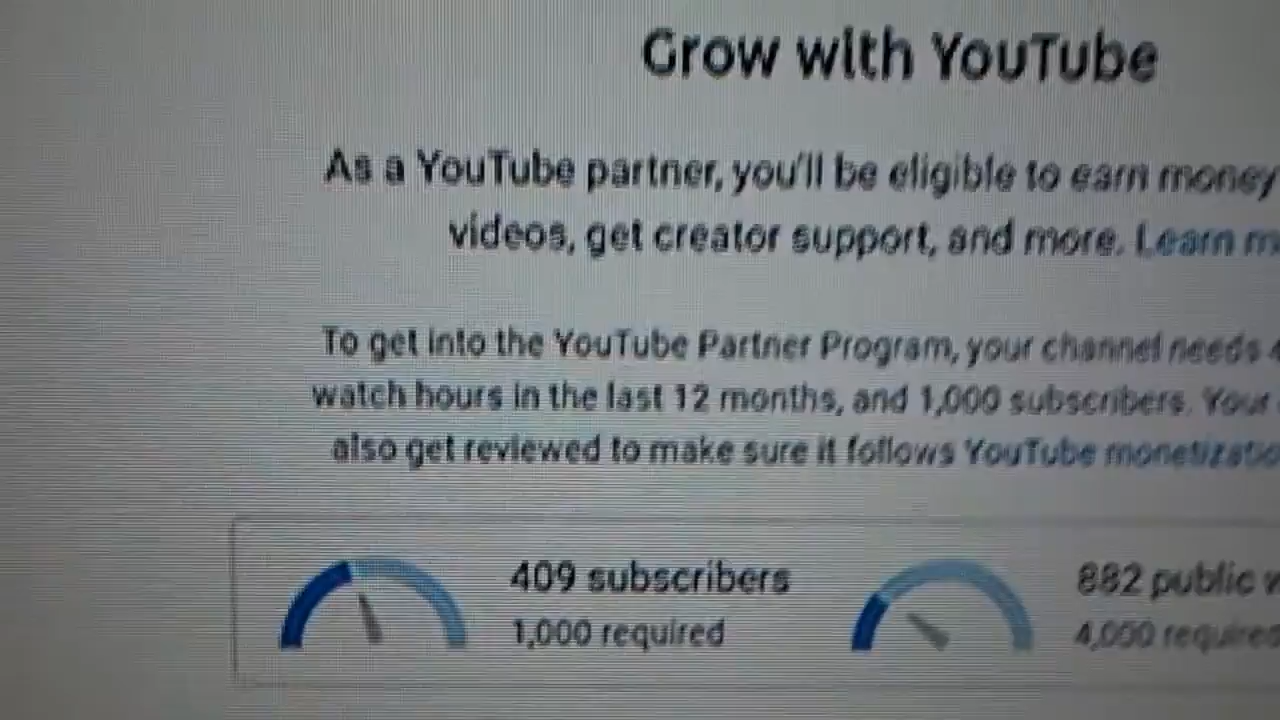 Grow with YouTube
As a YouTube partner, you'll be eligible to earn money
videos, get creator support, and more. Learn
To get into the YouTube Partner Program, your channel needs
watch hours in the last 12 months, and 1,000 subscribers. Your
also get reviewed to make sure it follows YouTube
409 subscribers
1,000 required
882 public
4,000 required